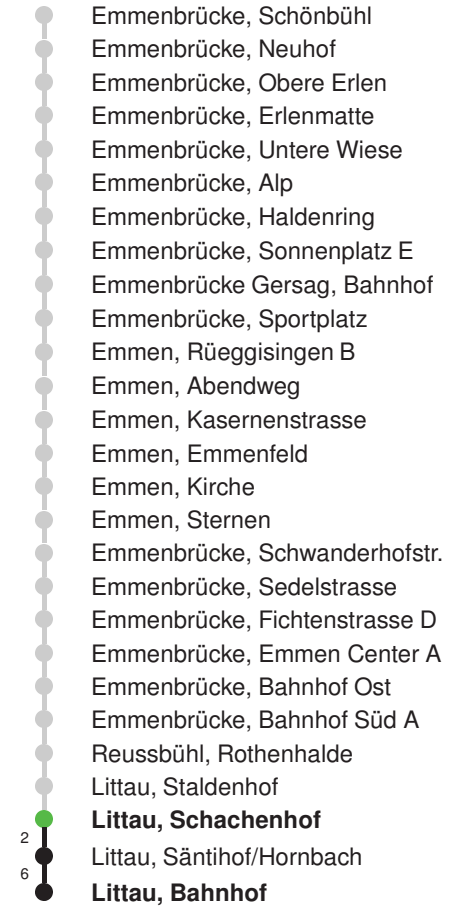 Emmenbrücke, Schönbühl
Emmenbrücke, Neuhof
Emmenbrücke, Obere Erlen
Emmenbrücke, Erlenmatte
Emmenbrücke, Untere Wiese
Emmenbrücke, Alp
Emmenbrücke, Haldenring
Emmenbrücke, Sonnenplatz E
Emmenbrücke Gersag, Bahnhof
Emmenbrücke, Sportplatz
Emmen, Rüeggisingen B
Emmen, Abendweg
Emmen, Kasernenstrasse
Emmen, Emmenfeld
Emmen, Kirche
Emmen, Sternen
Emmenbrücke, Schwanderhofstr.
Emmenbrücke, Sedelstrasse
Emmenbrücke, Fichtenstrasse D
Emmenbrücke, Emmen Center A
Emmenbrücke, Bahnhof Ost
Emmenbrücke, Bahnhof Süd A
Reussbühl, Rothenhalde
Littau, Staldenhof
Littau, Schachenhof
2
Littau, Säntihof/Hornbach
6
Littau, Bahnhof